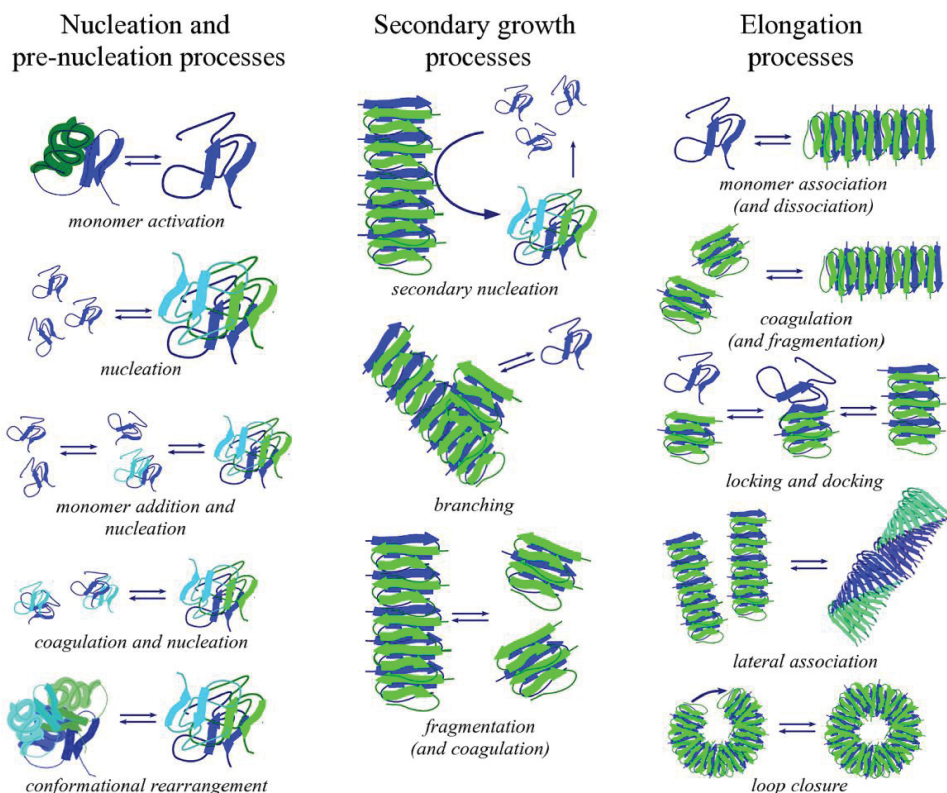 Nucleation and
pre-nucleation processes
monomer activation
nucleation
monomer addition and
nucleation
coagulation and nucleation
conformational rearrangement
Secondary growth
processes
secondary nucleation
branching
fragmentation
(and coagulation)
Elongation
processes
monomer association
(and dissociation)
coagulation
(and fragmentation)
locking and docking
lateral association
loop closure